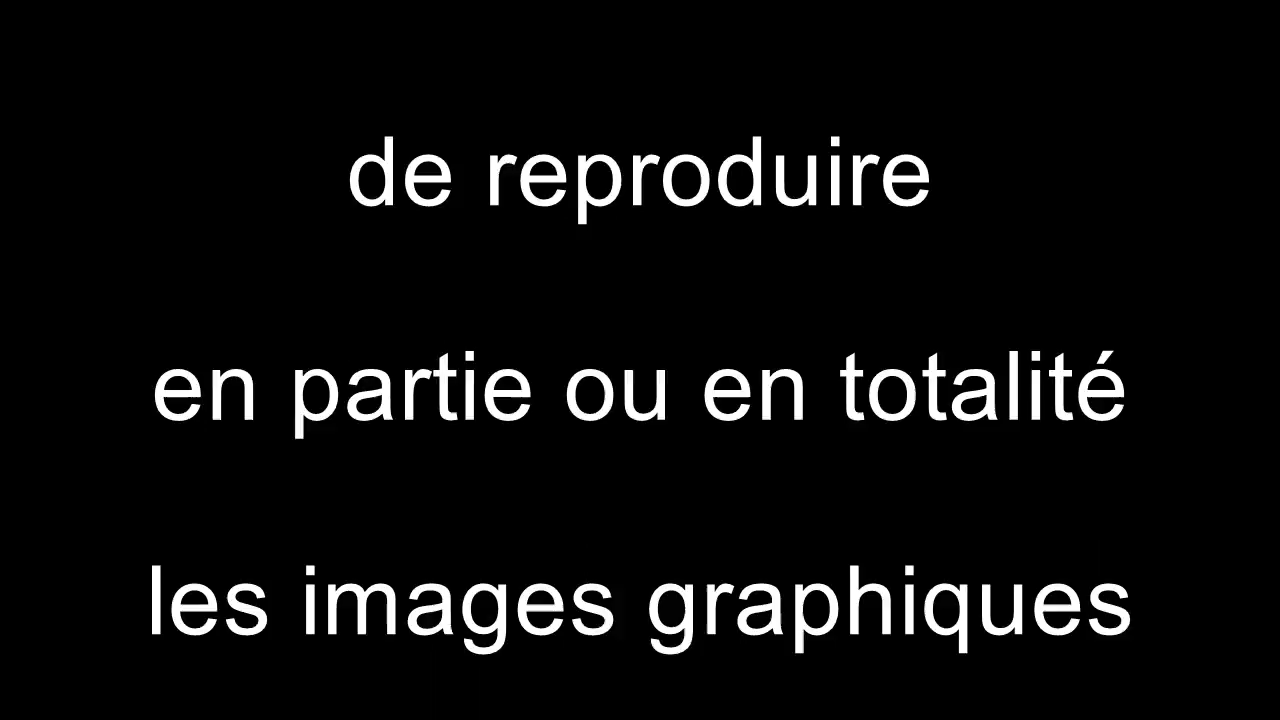 de reproduire
en partie ou en totalité
les images graphiques